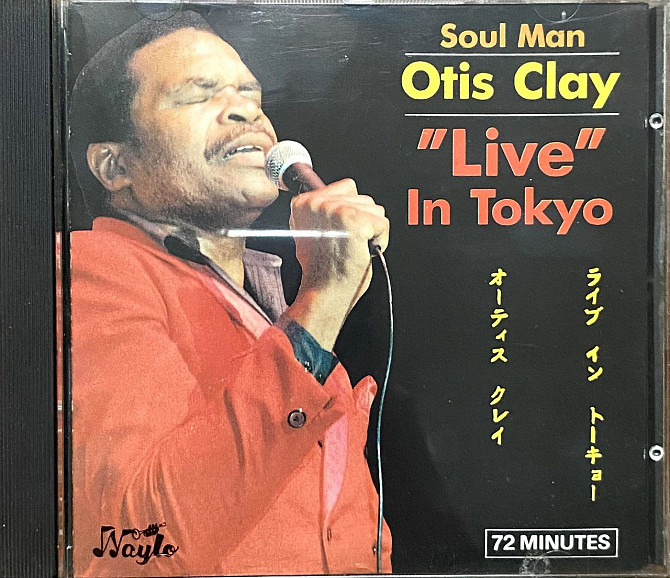 Soul Man
Otis Clay
"Live"
In Tokyo
ライブ イン トーキョー
オーティス クレイ
Waylo
72 MINUTES